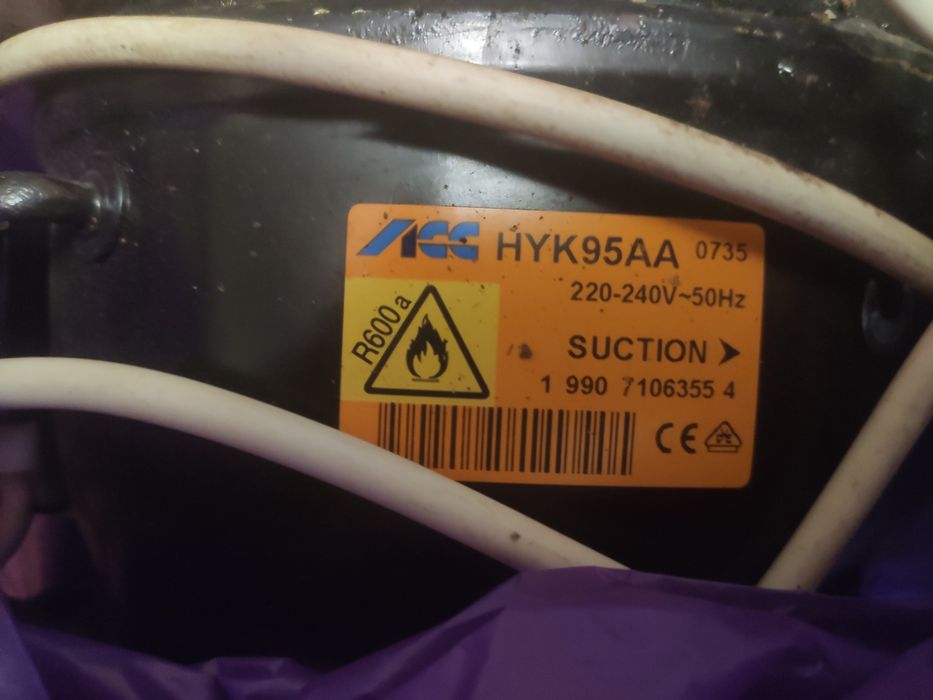 ACC HYK95AA 0735
220-240V~50Hz
R600a
SUCTION ➤
1 990 7106355 4
CE